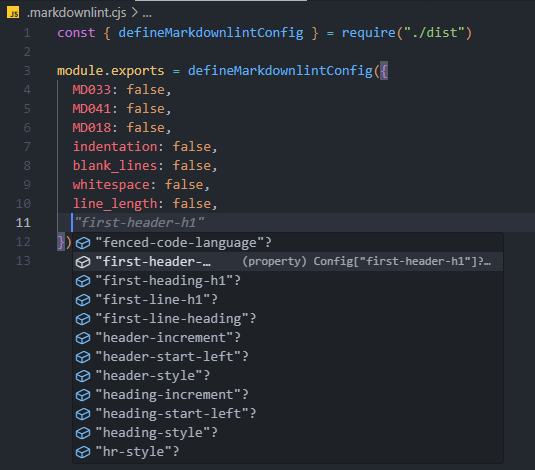 JS .markdownlint.cjs > ...
1 const { defineMarkdownlintConfig } = require("./dist")
2
3 module.exports = defineMarkdownlintConfig({
4 MD033: false,
5 MD041: false,
6 MD018: false,
7 indentation: false,
8 blank_lines: false,
9 whitespace: false,
10 line_length: false,
11 "first-header-h1"
12 })
"fenced-code-language"?
13
"first-header-… (property) Config["first-header-h1"]?…
"first-heading-h1"?
"first-line-h1"?
"first-line-heading"?
"header-increment"?
"header-start-left"?
"header-style"?
"heading-increment"?
"heading-start-left"?
"heading-style"?
"hr-style"?